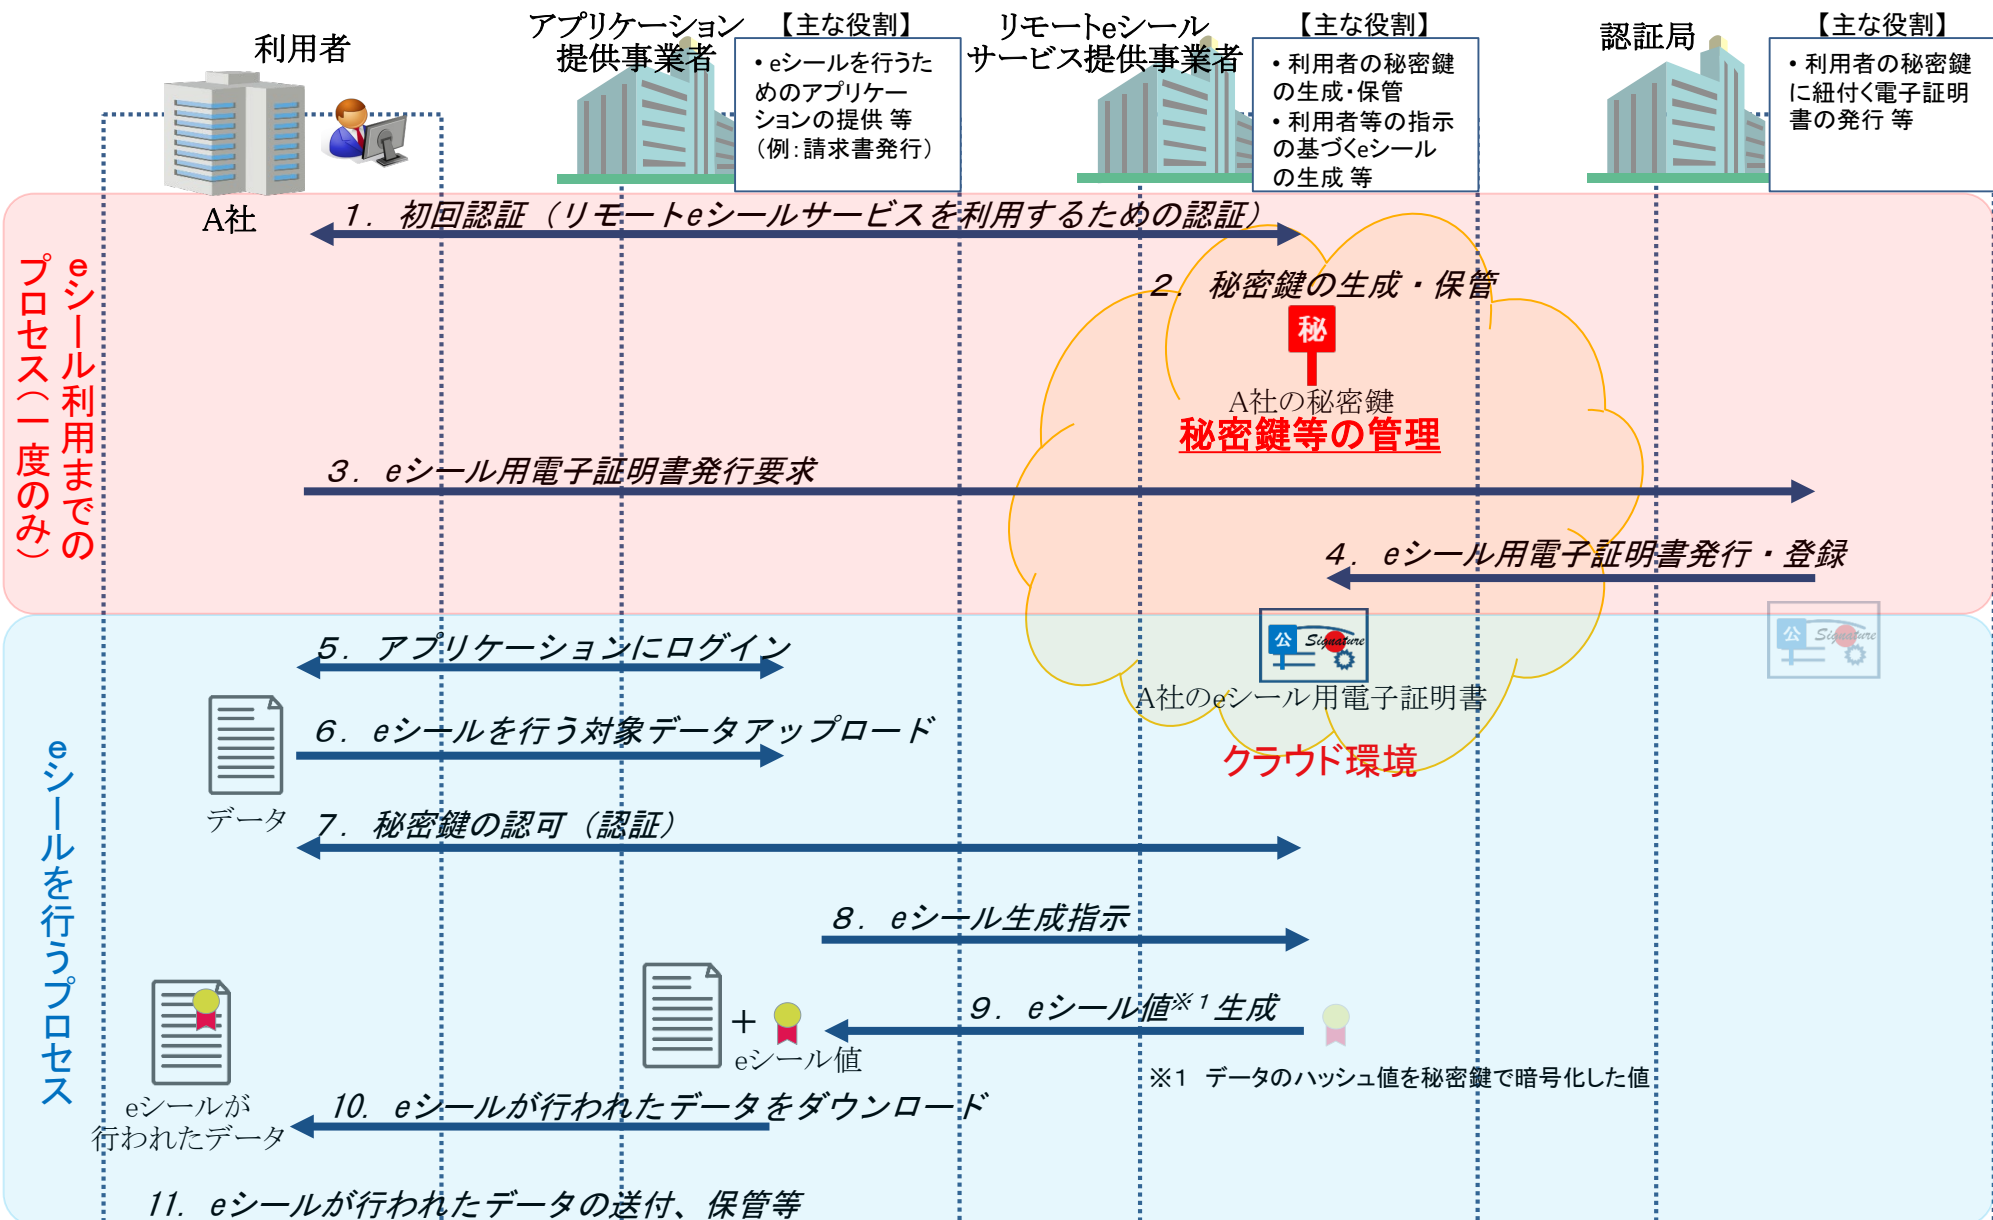 利用者
アプリケーション
提供事業者
【主な役割】
• eシールを行うた
めのアプリケー
ションの提供 等
（例：請求書発行）
リモートeシール
サービス提供事業者
【主な役割】
• 利用者の秘密鍵
の生成・保管
• 利用者等の指示
の基づくeシール
の生成 等
認証局
【主な役割】
• 利用者の秘密鍵
に紐付く電子証明
書の発行 等
A社
eシール利用までの
プロセス（一度のみ）
1. 初回認証（リモートeシールサービスを利用するための認証）
2. 秘密鍵の生成・保管
秘
A社の秘密鍵
秘密鍵等の管理
3. eシール用電子証明書発行要求
4. eシール用電子証明書発行・登録
公 Signature
公 Signature
A社のeシール用電子証明書
クラウド環境
eシールを行うプロセス
5. アプリケーションにログイン
6. eシールを行う対象データアップロード
データ
7. 秘密鍵の認可（認証）
8. eシール生成指示
9. eシール値※1生成
+
eシール値
※1 データのハッシュ値を秘密鍵で暗号化した値
10. eシールが行われたデータをダウンロード
eシールが
行われたデータ
11. eシールが行われたデータの送付、保管等